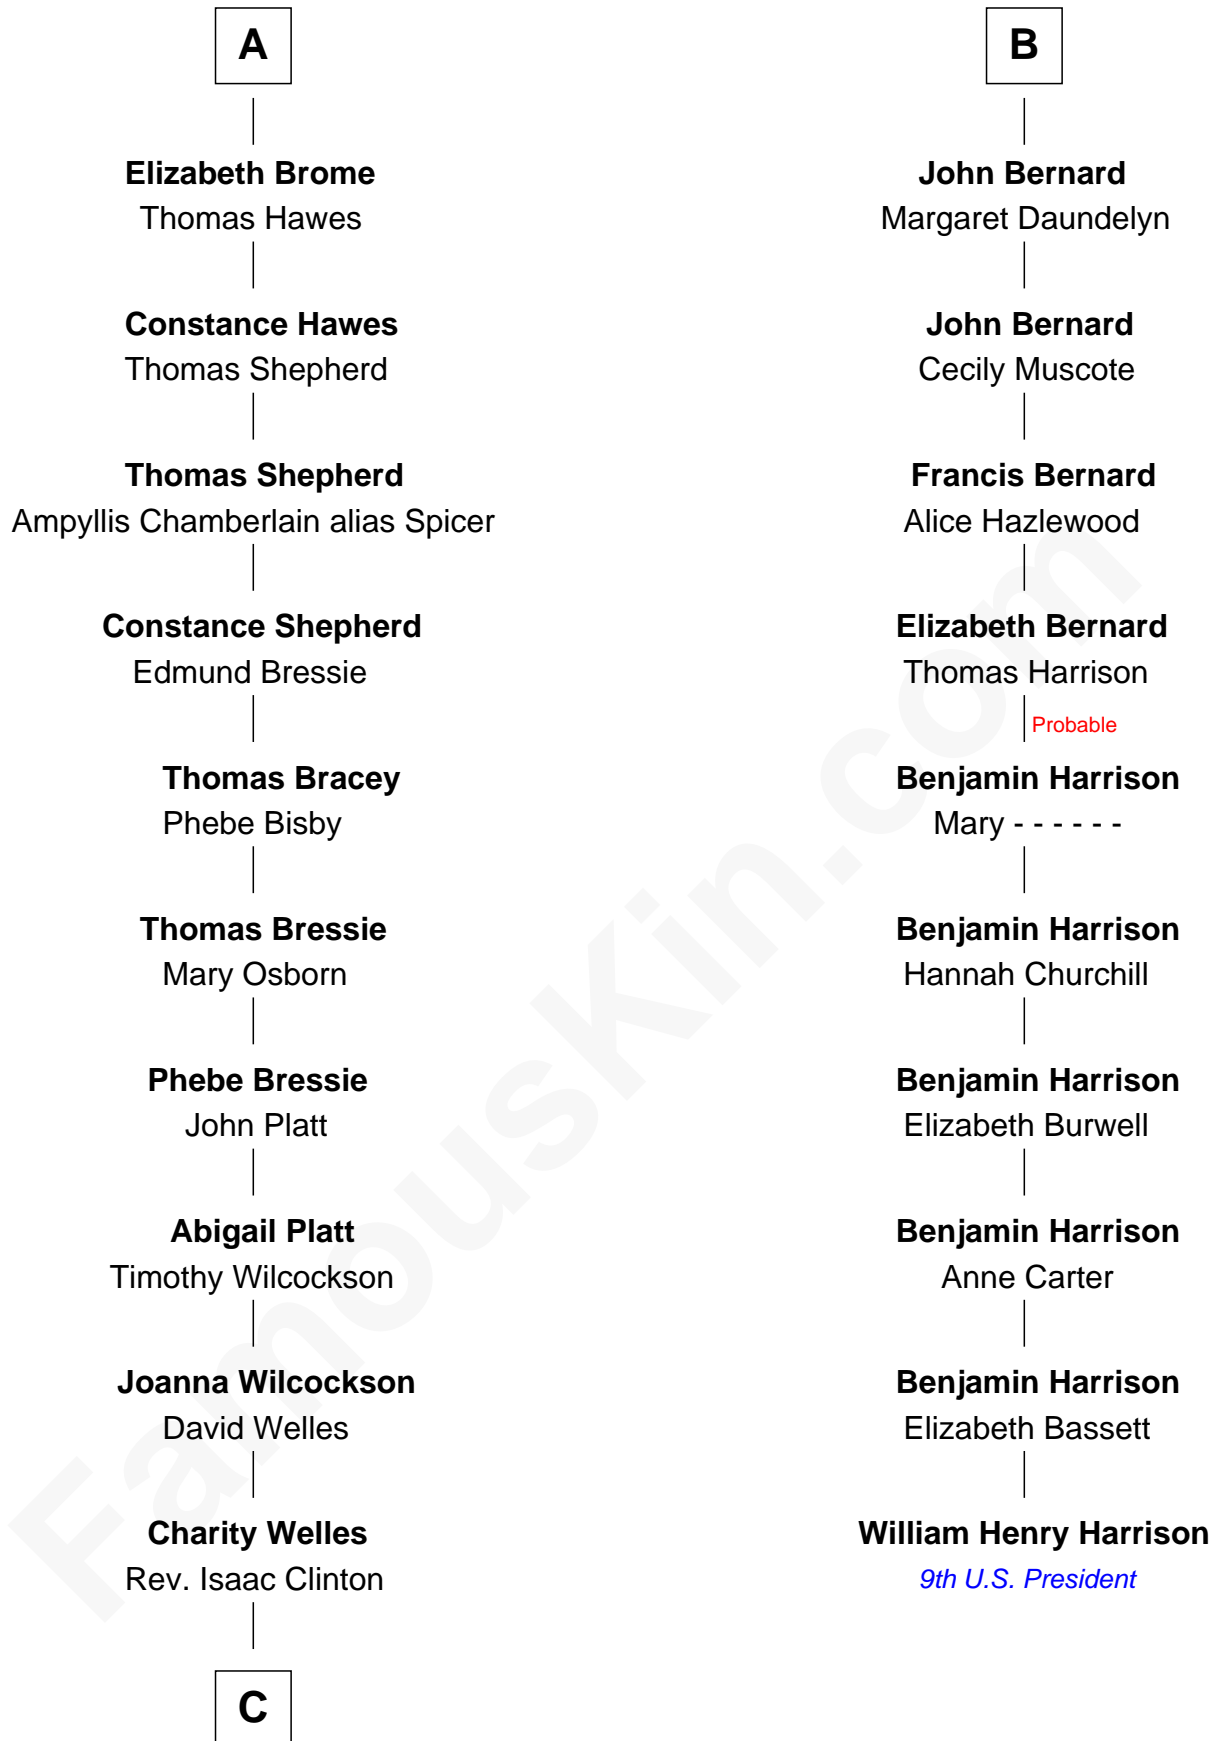 A
Elizabeth Brome
Thomas Hawes
Constance Hawes
Thomas Shepherd
Thomas Shepherd
Ampyllis Chamberlain alias Spicer
Constance Shepherd
Edmund Bressie
Thomas Bracey
Phebe Bisby
Thomas Bressie
Mary Osborn
Phebe Bressie
John Platt
Abigail Platt
Timothy Wilcockson
Joanna Wilcockson
David Welles
Charity Welles
Rev. Isaac Clinton
C
B
John Bernard
Margaret Daundelyn
John Bernard
Cecily Muscote
Francis Bernard
Alice Hazlewood
Elizabeth Bernard
Thomas Harrison
Probable
Benjamin Harrison
Mary - - - - - -
Benjamin Harrison
Hannah Churchill
Benjamin Harrison
Elizabeth Burwell
Benjamin Harrison
Anne Carter
Benjamin Harrison
Elizabeth Bassett
William Henry Harrison
9th U.S. President
FamousKin.com